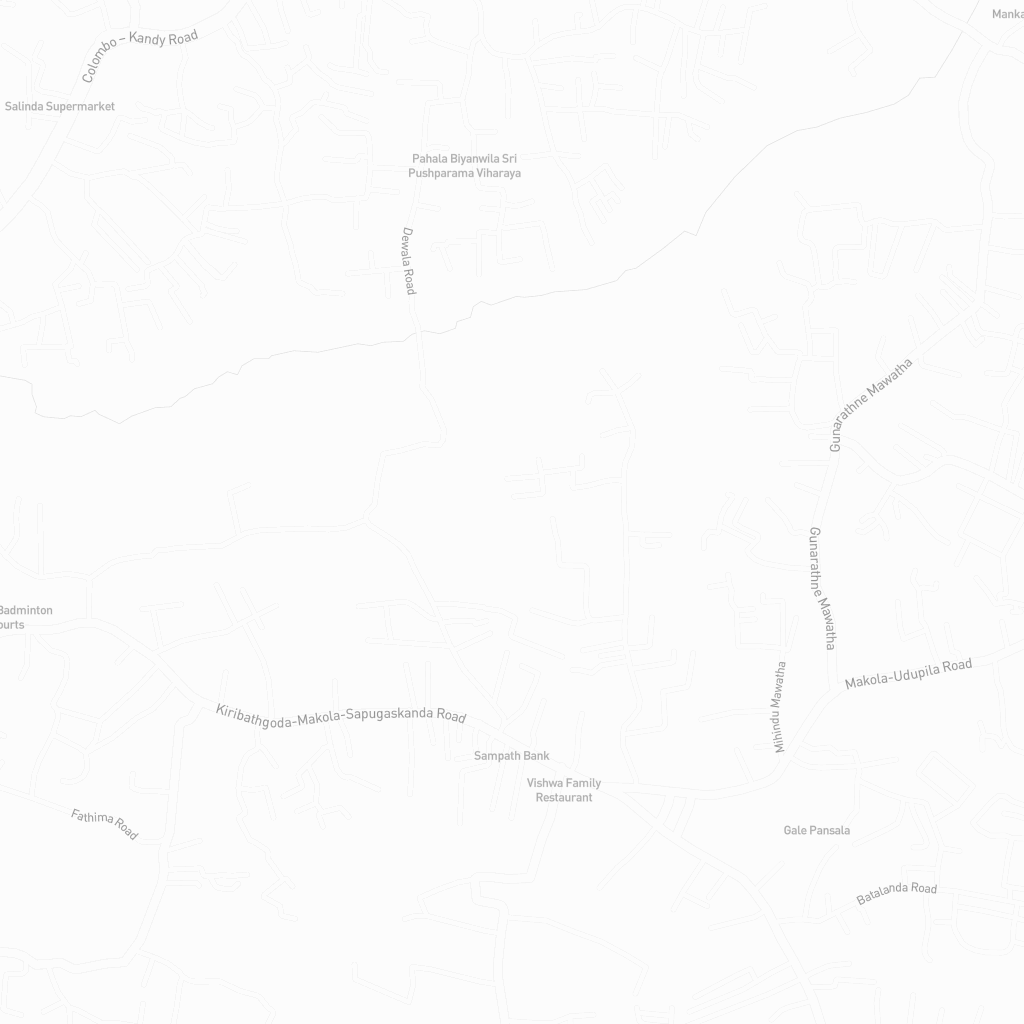 Manka
Colombo – Kandy Road
Salinda Supermarket
Pahala Biyanwila Sri
Pushparama Viharaya
Dewala Road
Gunarathne Mawatha
Gunarathne Mawatha
Badminton
ourts
Makola-Udupila Road
Mihindu Mawatha
Kiribathgoda-Makola-Sapugaskanda Road
Sampath Bank
Vishwa Family
Restaurant
Fathima Road
Gale Pansala
Batalanda Road